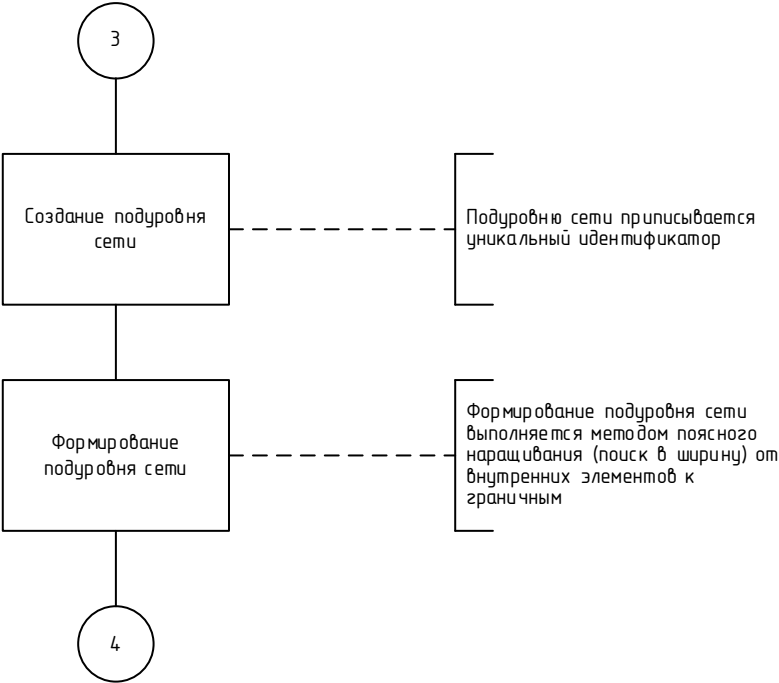 3
Создание подуровня
сети
Подуровню сети приписывается
уникальный идентификатор
Формирование
подуровня сети
Формирование подуровня сети
выполняется методом поясного
наращивания (поиск в ширину) от
внутренних элементов к
граничным
4